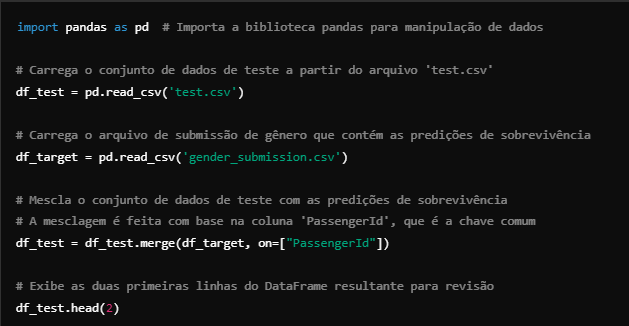 import pandas as pd  # Importa a biblioteca pandas para manipulação de dados
# Carrega o conjunto de dados de teste a partir do arquivo 'test.csv'
df_test = pd.read_csv('test.csv')
# Carrega o arquivo de submissão de gênero que contém as predições de sobrevivência
df_target = pd.read_csv('gender_submission.csv')
# Mescla o conjunto de dados de teste com as predições de sobrevivência
# A mesclagem é feita com base na coluna 'PassengerId', que é a chave comum
df_test = df_test.merge(df_target, on=["PassengerId"])
# Exibe as duas primeiras linhas do DataFrame resultante para revisão
df_test.head(2)